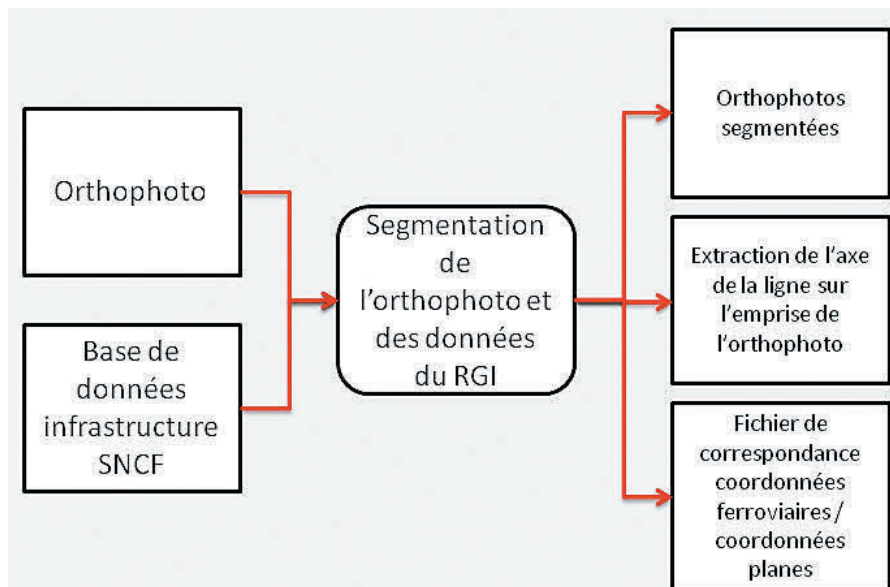 Orthophoto
Base de
données
infrastructure
SNCF
Segmentation
de
l'orthophoto et
des données
du RGI
Orthophotos
segmentées
Extraction de l'axe
de la ligne sur
l'emprise de
l'orthophoto
Fichier de
correspondance
coordonnées
ferroviaires /
coordonnées
planes